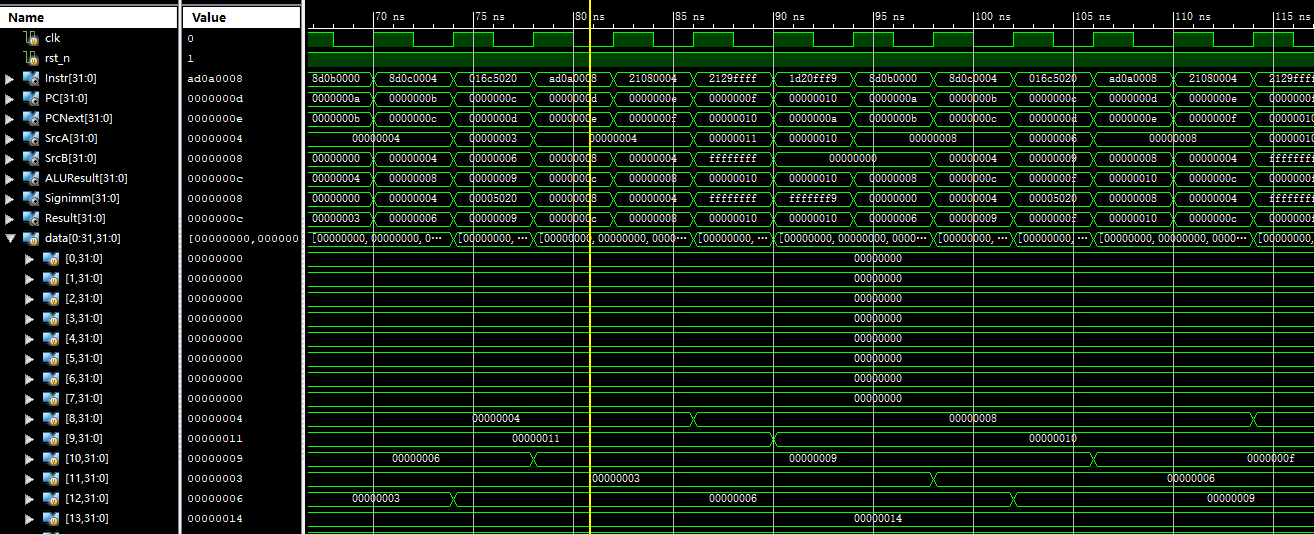 Name Value 70 ns 75 ns 80 ns 85 ns 90 ns 95 ns 100 ns 105 ns 110 ns 115 ns
clk 0
rst_n 1
Instr[31:0] ad0a0008 8d0b0000 8d0c0004 016c5020 ad0a0008 21080004 2129ffff 1d20fff9 8d0b0000 8d0c0004 016c5020 ad0a0008 21080004 2129ffff
PC[31:0] 0000000d 0000000a 0000000b 0000000c 0000000d 0000000e 0000000f 00000010 0000000a 0000000b 0000000c 0000000d 0000000e 0000000f
PCNext[31:0] 0000000e 0000000b 0000000c 0000000d 0000000e 0000000f 00000010 0000000a 0000000b 0000000c 0000000d 0000000e 0000000f 00000010
SrcA[31:0] 00000004 00000004 00000003 00000004 00000011 00000010 00000008 00000006 00000008 00000010
SrcB[31:0] 00000008 00000000 00000004 00000006 00000008 00000004 ffffffff 00000000 00000004 00000009 00000008 00000004 ffffffff
ALUResult[31:0] 0000000c 00000004 00000008 00000009 0000000c 00000008 00000010 00000010 00000008 0000000c 0000000f 00000010 0000000c
Signimm[31:0] 00000008 00000000 00000004 00005020 00000008 00000004 ffffffff fffffff9 00000000 00000004 00005020 00000008 00000004 ffffffff
Result[31:0] 0000000c 00000003 00000006 00000009 0000000c 00000008 00000010 00000010 00000006 00000009 0000000f 00000010 0000000c
data[0:31,31:0] [00000000,000000 [00000000,00000000,0··· [00000000,··· [00000000,00000000,0000··· [00000000,··· [00000000,00000000,0000··· [00000000,··· [00000000,··· [00000000,00000000,0000··· [00000000,
[0,31:0] 00000000 00000000
[1,31:0] 00000000 00000000
[2,31:0] 00000000 00000000
[3,31:0] 00000000 00000000
[4,31:0] 00000000 00000000
[5,31:0] 00000000 00000000
[6,31:0] 00000000 00000000
[7,31:0] 00000000 00000000
[8,31:0] 00000004 00000004 00000008
[9,31:0] 00000011 00000011 00000010
[10,31:0] 00000009 00000006 00000009 0000000f
[11,31:0] 00000003 00000003 00000006
[12,31:0] 00000006 00000003 00000006 00000009
[13,31:0] 00000014 00000014